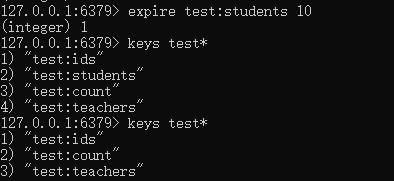 127.0.0.1:6379> expire test:students 10
(integer) 1
127.0.0.1:6379> keys test*
1) "test:ids"
2) "test:students"
3) "test:count"
4) "test:teachers"
127.0.0.1:6379> keys test*
1) "test:ids"
2) "test:count"
3) "test:teachers"